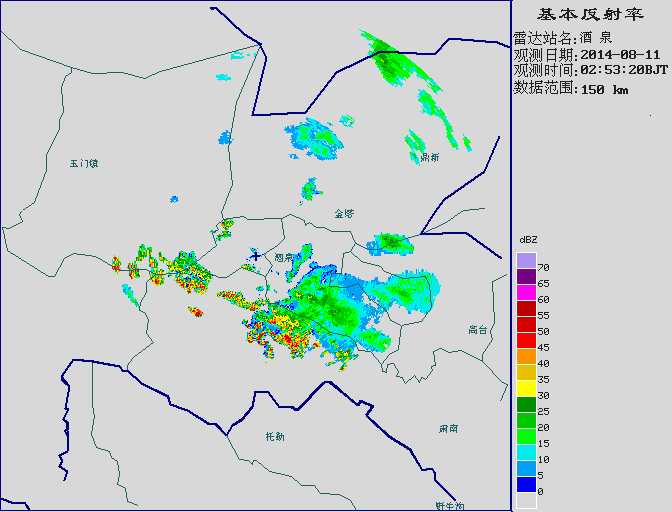 基本反射率
雷达站名:酒 泉
观测日期:2014-08-11
观测时间:02:53:20BJT
数据范围:150 km
鼎新
玉门镇
金塔
dBZ
酒泉
70
65
60
55
50
45
40
35
30
25
20
15
10
5
0
高台
肃南
托勒
野牛沟